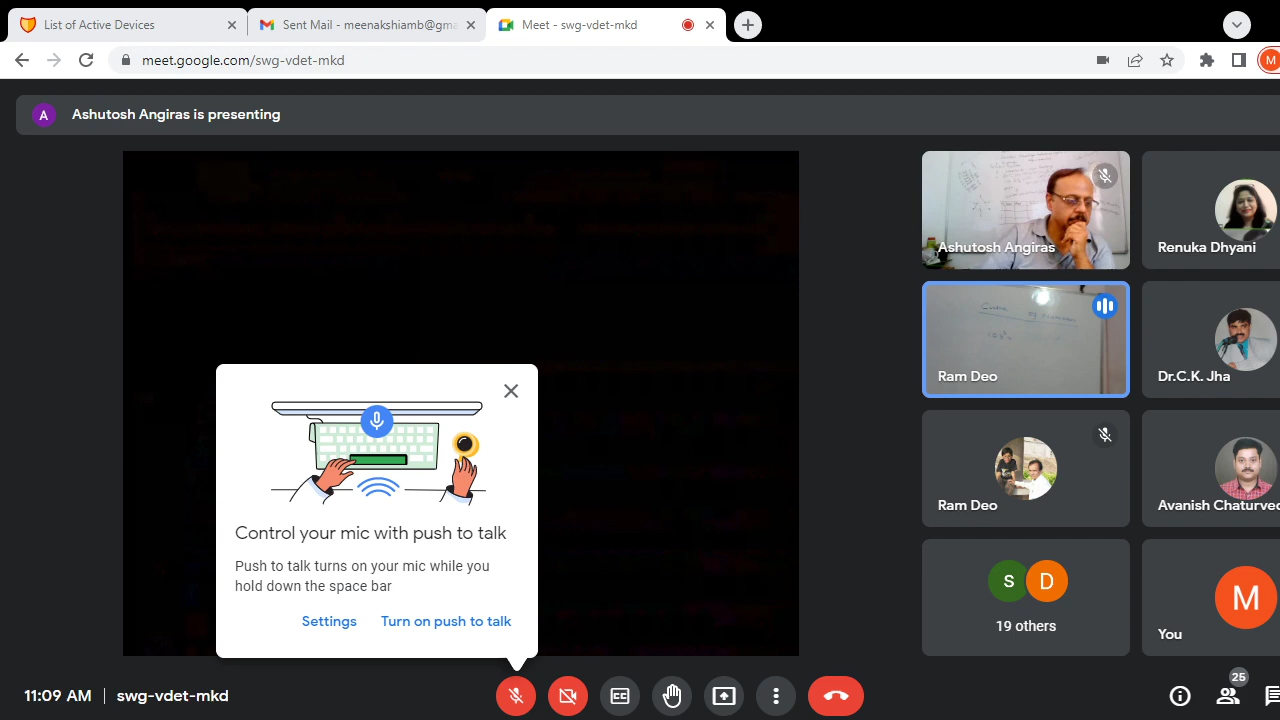 List of Active Devices
Sent Mail - meenakshiamb@gma
Meet - swg-vdet-mkd
meet.google.com/swg-vdet-mkd
M
A
Ashutosh Angiras is presenting
Ashutosh Angiras
Renuka Dhyani
Ram Deo
Dr.C.K. Jha
Ram Deo
Avanish Chaturved
S
D
19 others
M
You
Control your mic with push to talk
Push to talk turns on your mic while you
hold down the space bar
Settings
Turn on push to talk
11:09 AM
swg-vdet-mkd
25